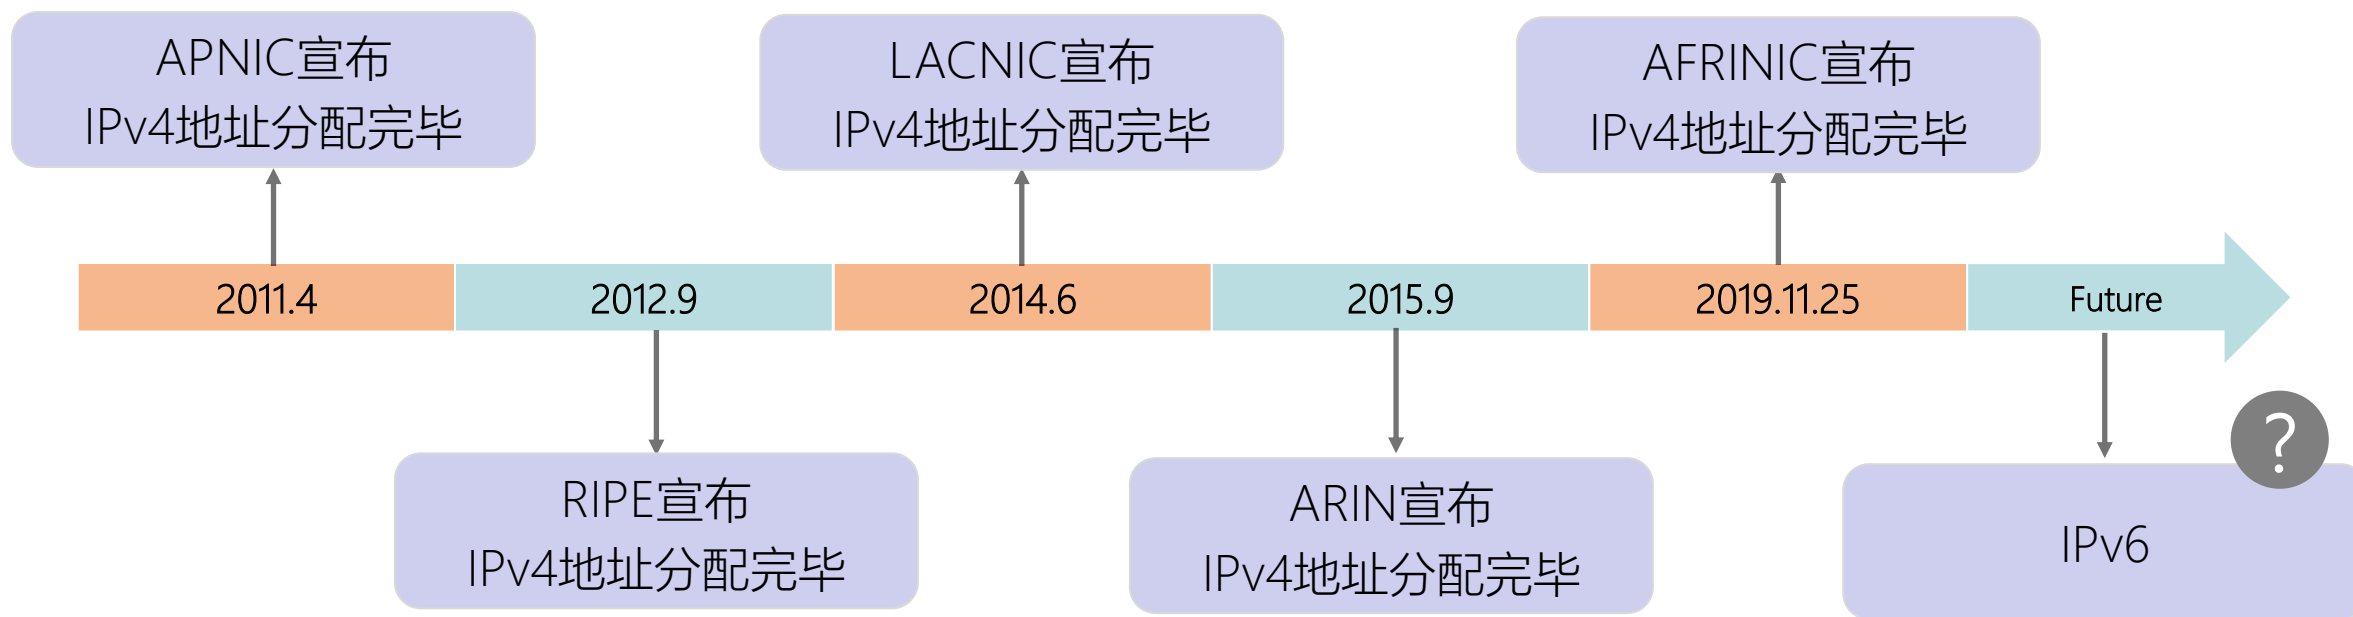 APNIC宣布
IPv4地址分配完毕
LACNIC宣布
IPv4地址分配完毕
AFRINIC宣布
IPv4地址分配完毕
2011.4
2012.9
2014.6
2015.9
2019.11.25
Future
?
RIPE宣布
IPv4地址分配完毕
ARIN宣布
IPv4地址分配完毕
IPv6